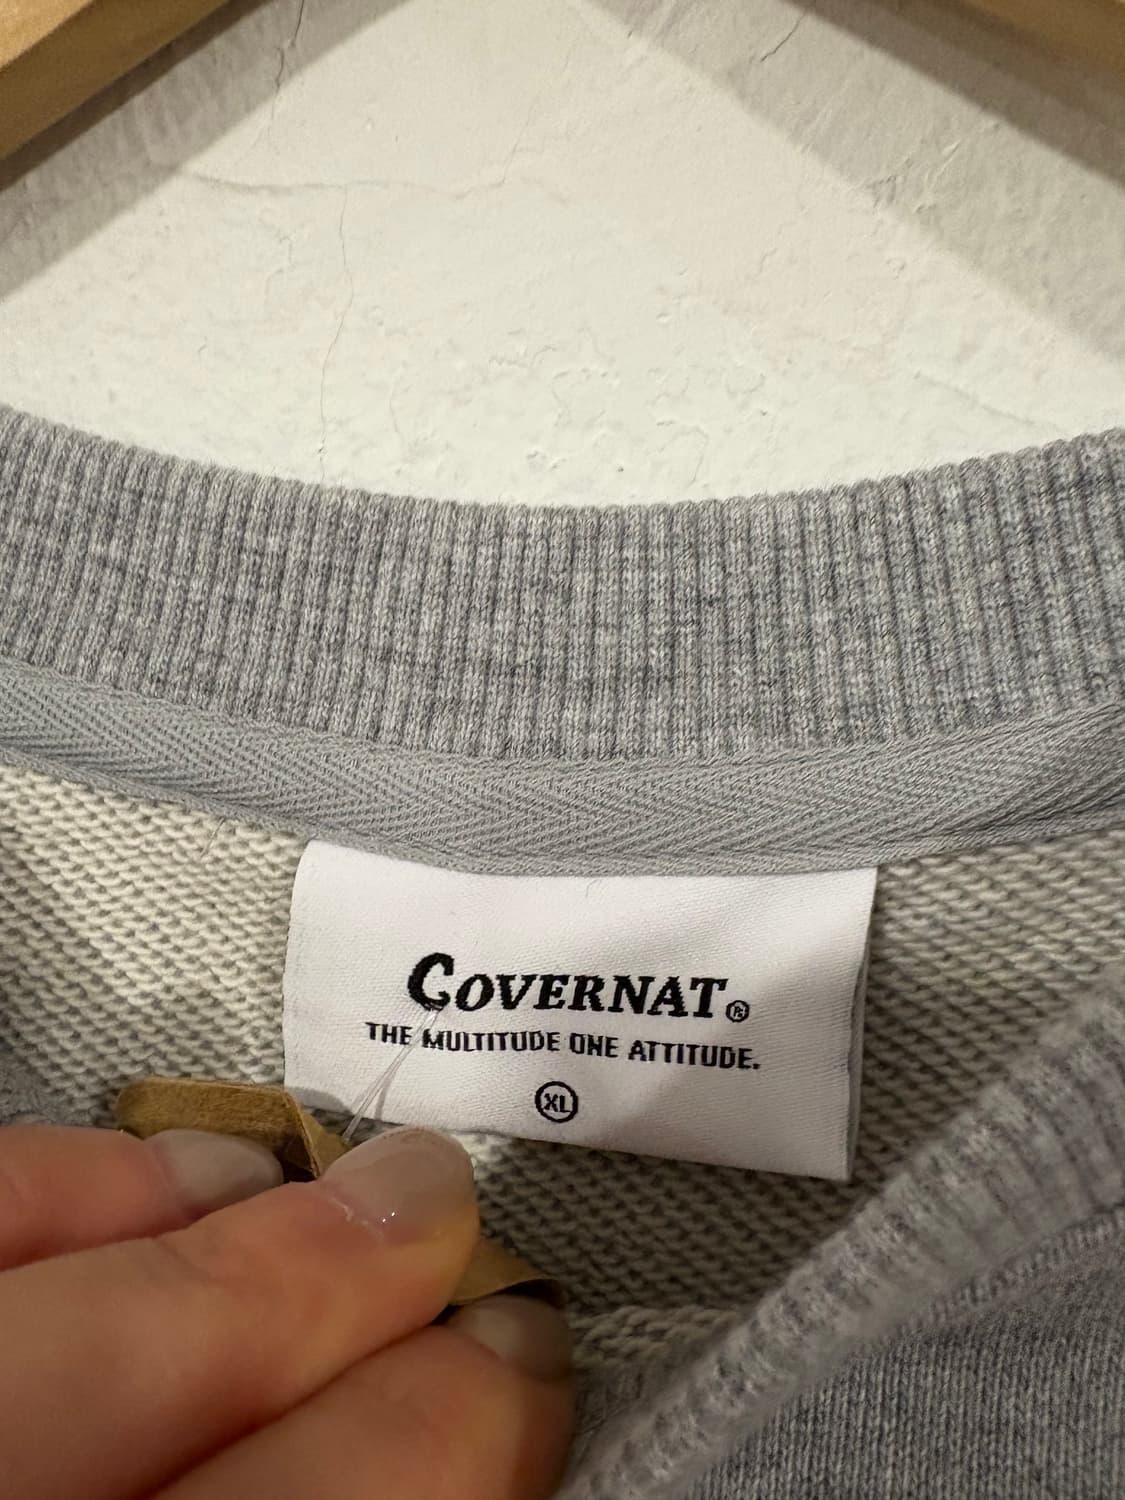 COVERNAT®
THE MULTITUDE ONE ATTITUDE.
XL